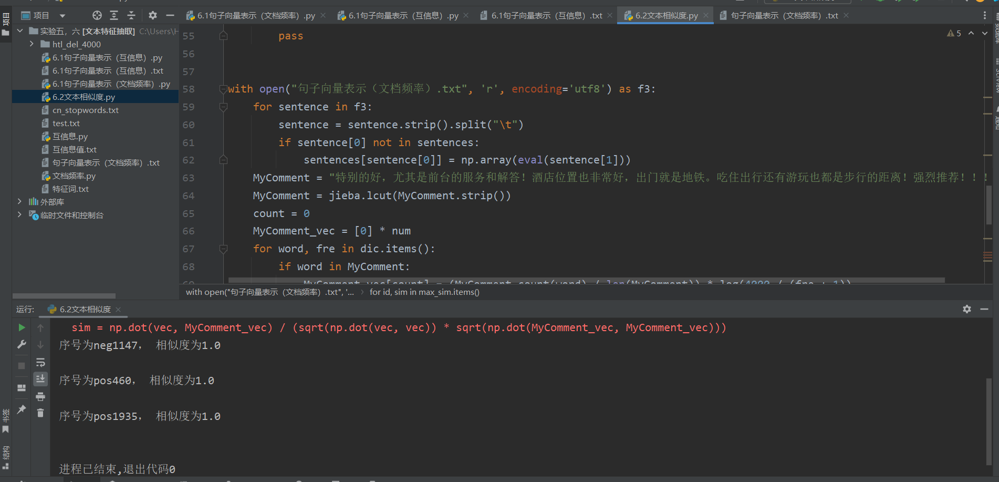 项目
6.1句子向量表示（文档频率）.py
6.1句子向量表示（互信息）.py
6.1句子向量表示（互信息）.txt
6.2文本相似度.py
句子向量表示（文档频率）.txt
项目
实验五，六 [文本特征抽取] C:\Users\H
htl_del_4000
6.1句子向量表示（互信息）.py
6.1句子向量表示（互信息）.txt
6.1句子向量表示（文档频率）.py
6.2文本相似度.py
cn_stopwords.txt
test.txt
互信息.py
互信息值.txt
句子向量表示（文档频率）.txt
文档频率.py
特征词.txt
外部库
临时文件和控制台
5
55 pass
56
57
58 with open("句子向量表示（文档频率）.txt", 'r', encoding='utf8') as f3:
59 for sentence in f3:
60 sentence = sentence.strip().split("\t")
61 if sentence[0] not in sentences:
62 sentences[sentence[0]] = np.array(eval(sentence[1]))
63 MyComment = "特别的好，尤其是前台的服务和解答！酒店位置也非常好，出门就是地铁。吃住出行还有游玩也都是步行的距离！强烈推荐！！！
64 MyComment = jieba.lcut(MyComment.strip())
65 count = 0
66 MyComment_vec = [0] * num
67 for word, fre in dic.items():
68 if word in MyComment:
69 MyComment_vec[count] = (MyComment.count(word) / len(MyComment)) * log(4000 / (fre + 1))
with open("句子向量表示（文档频率）.txt", '... › for id, sim in max_sim.items()
运行: 6.2文本相似度
sim = np.dot(vec, MyComment_vec) / (sqrt(np.dot(vec, vec)) * sqrt(np.dot(MyComment_vec, MyComment_vec)))
序号为neg1147， 相似度为1.0
序号为pos460， 相似度为1.0
序号为pos1935， 相似度为1.0
进程已结束,退出代码0
书签
结构